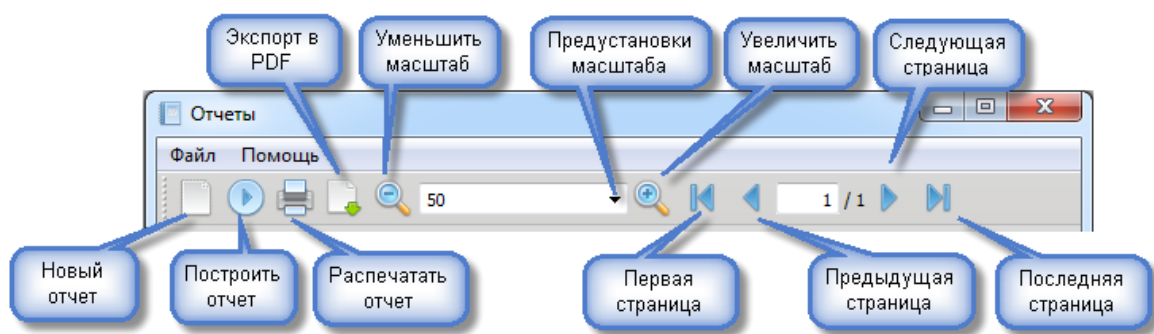 Экспорт в
PDF
Уменьшить
масштаб
Предустановки
масштаба
Увеличить
масштаб
Следующая
страница
Отчеты
Файл Помощь
50
1 / 1
Новый
отчет
Построить
отчет
Распечатать
отчет
Первая
страница
Предыдущая
страница
Последняя
страница